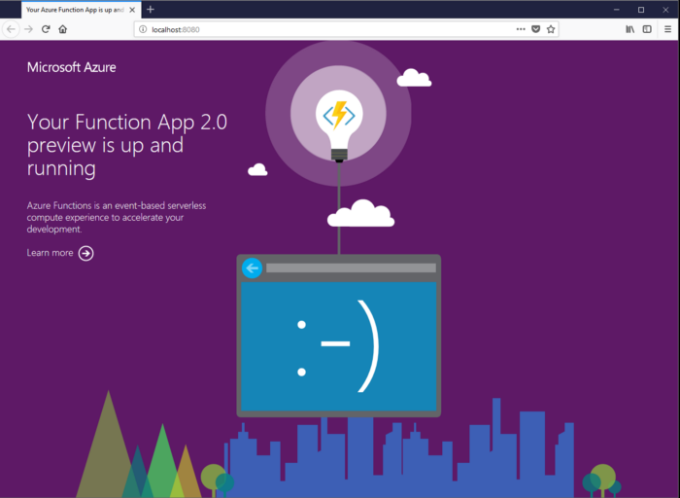 Your Azure Function App is up and
localhost:8080
Microsoft Azure
Your Function App 2.0
preview is up and
running
Azure Functions is an event-based serverless
compute experience to accelerate your
development.
Learn more
:-)